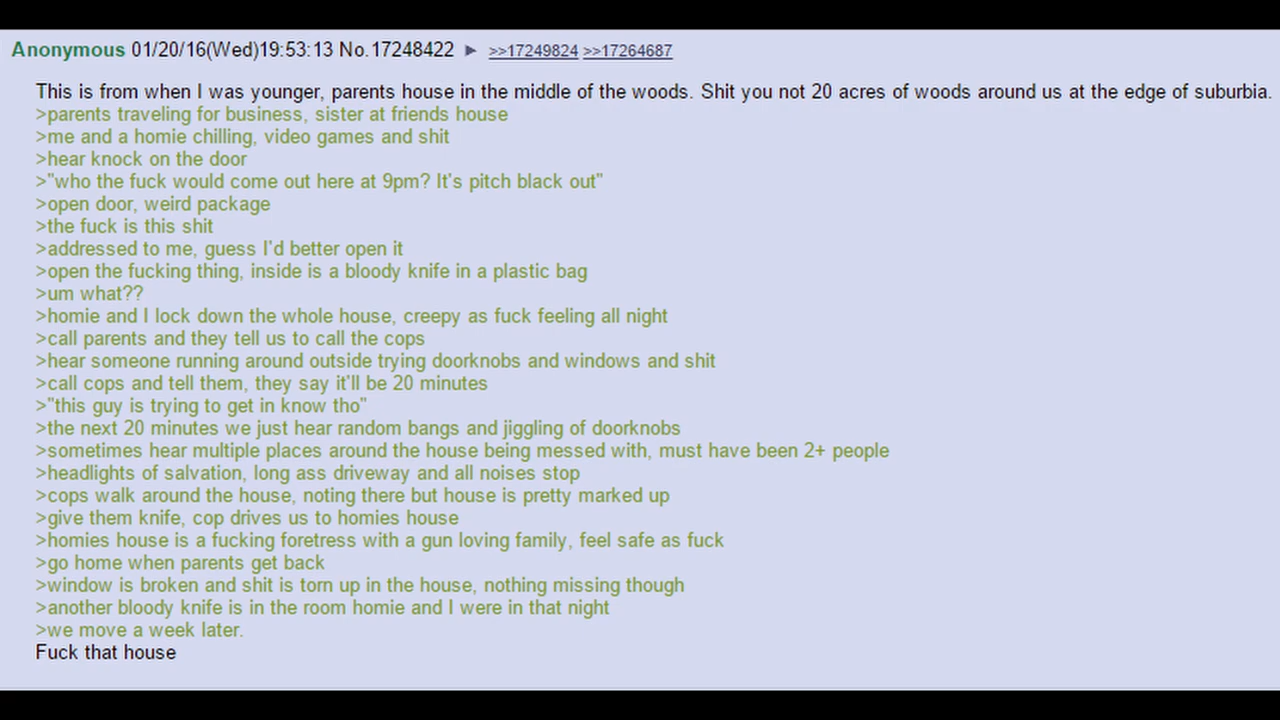 Anonymous 01/20/16(Wed)19:53:13 No.17248422 ▶ >>17249824 >>17264687
This is from when I was younger, parents house in the middle of the woods. Shit you not 20 acres of woods around us at the edge of suburbia.
>parents traveling for business, sister at friends house
>me and a homie chilling, video games and shit
>hear knock on the door
>"who the fuck would come out here at 9pm? It's pitch black out"
>open door, weird package
>the fuck is this shit
>addressed to me, guess I'd better open it
>open the fucking thing, inside is a bloody knife in a plastic bag
>um what??
>homie and I lock down the whole house, creepy as fuck feeling all night
>call parents and they tell us to call the cops
>hear someone running around outside trying doorknobs and windows and shit
>call cops and tell them, they say it'll be 20 minutes
>"this guy is trying to get in know tho"
>the next 20 minutes we just hear random bangs and jiggling of doorknobs
>sometimes hear multiple places around the house being messed with, must have been 2+ people
>headlights of salvation, long ass driveway and all noises stop
>cops walk around the house, noting there but house is pretty marked up
>give them knife, cop drives us to homies house
>homies house is a fucking foretress with a gun loving family, feel safe as fuck
>go home when parents get back
>window is broken and shit is torn up in the house, nothing missing though
>another bloody knife is in the room homie and I were in that night
>we move a week later.
Fuck that house